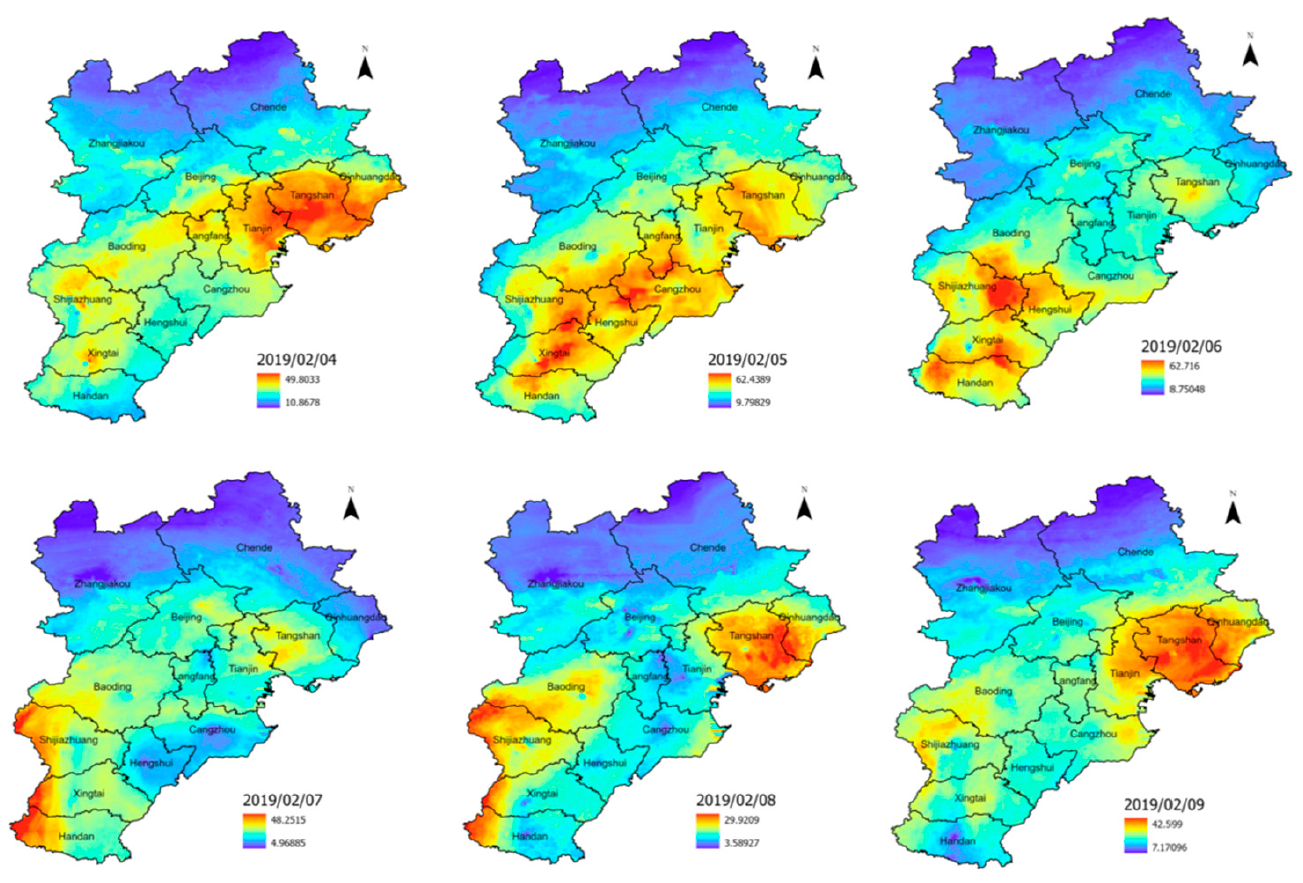 N
Chende
Zhangjiakou
Beijing
Qinhuangdao
Tangshan
Tianjin
Langfang
Baoding
Cangzhou
Shijiazhuang
Hengshui
Xingtai
Handan
2019/02/04
49.8033
10.8678
N
Chende
Zhangjiakou
Beijing
Qinhuangdao
Tangshan
Tianjin
Langfang
Baoding
Cangzhou
Shijiazhuang
Hengshui
Xingtai
Handan
2019/02/05
62.4389
9.79829
N
Chende
Zhangjiakou
Beijing
Qinhuangdao
Tangshan
Tianjin
Langfang
Baoding
Cangzhou
Shijiazhuang
Hengshui
Xingtai
Handan
2019/02/06
62.716
8.75048
N
Chende
Zhangjiakou
Beijing
Qinhuangdao
Tangshan
Tianjin
Langfang
Baoding
Cangzhou
Shijiazhuang
Hengshui
Xingtai
Handan
2019/02/07
48.2515
4.96885
N
Chende
Zhangjiakou
Beijing
Qinhuangdao
Tangshan
Tianjin
Langfang
Baoding
Cangzhou
Shijiazhuang
Hengshui
Xingtai
Handan
2019/02/08
29.9209
3.58927
N
Chende
Zhangjiakou
Beijing
Qinhuangdao
Tangshan
Tianjin
Langfang
Baoding
Cangzhou
Shijiazhuang
Hengshui
Xingtai
Handan
2019/02/09
42.599
7.17096